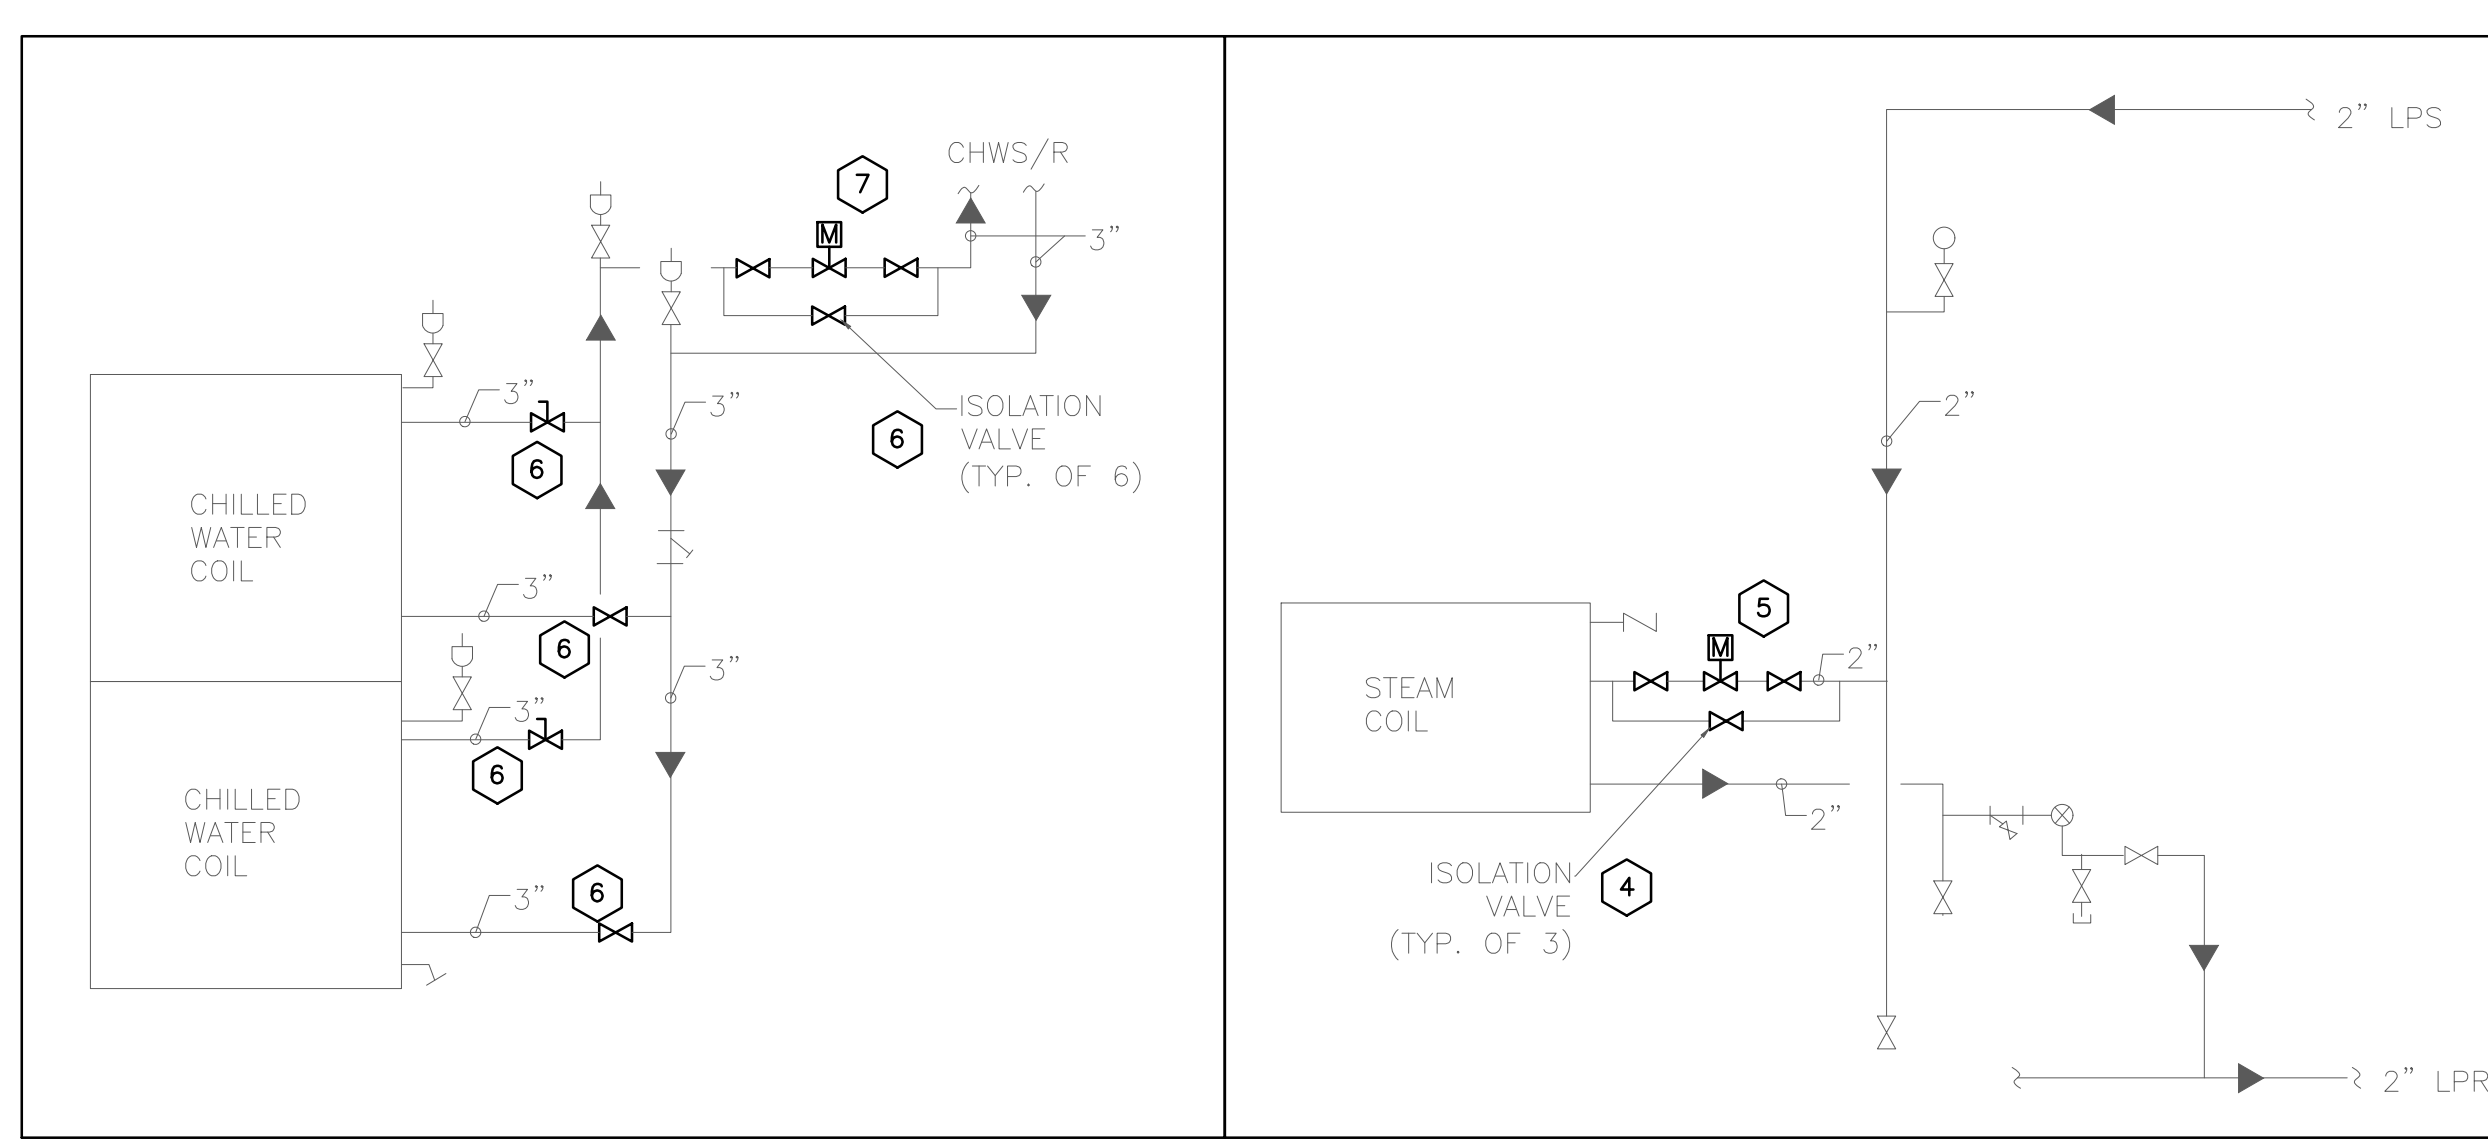 CHWS/R
7
M
3”
3”
ISOLATION
VALVE
(TYP. OF 6)
6
3”
6
CHILLED
WATER
COIL
3”
6
3”
3”
6
CHILLED
WATER
COIL
3”
6
2” LPS
2”
5
M
2”
STEAM
COIL
2”
ISOLATION
VALVE
(TYP. OF 3)
4
2” LPR